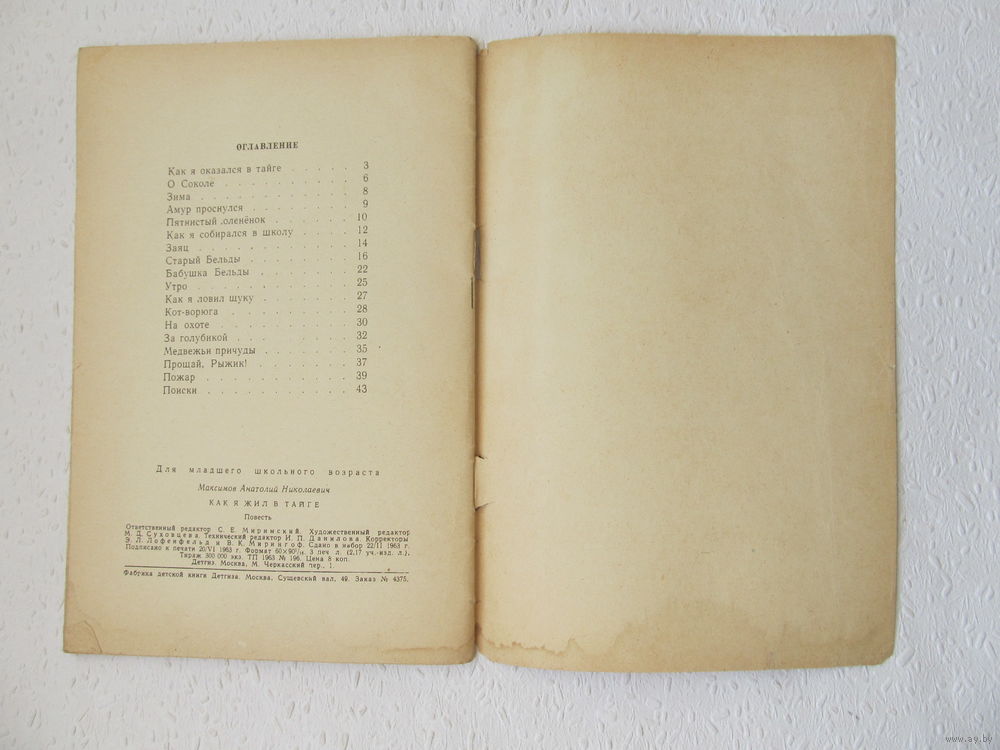 ОГЛАВЛЕНИЕ
Как я оказался в тайге . . . . . 3
О Соколе . . . . . . . . . 6
Зима . . . . . . . . . . . 8
Амур проснулся . . . . . . . 9
Пятнистый оленёнок . . . . . . 10
Как я собирался в школу . . . . 12
Заяц . . . . . . . . . . . 14
Старый Бельды . . . . . . . 16
Бабушка Бельды . . . . . . . 22
Утро . . . . . . . . . . . 25
Как я ловил щуку . . . . . . . 27
Кот-ворюга . . . . . . . . . 28
На охоте . . . . . . . . . 30
За голубикой . . . . . . . . 32
Медвежьи причуды . . . . . . . 35
Прощай, Рыжик! . . . . . . . 37
Пожар . . . . . . . . . . 39
Поиски . . . . . . . . . . 43
Для младшего школьного возраста
Максимов Анатолий Николаевич
КАК Я ЖИЛ В ТАЙГЕ
Повесть
Ответственный редактор С. Е. Миримский. Художественный редактор
М. Д. Суховцева. Технический редактор И. П. Данилова. Корректоры
Э. Л. Лофенфельд и В. К. Мирингоф. Сдано в набор 22/II 1963 г.
Подписано к печати 20/VI 1963 г. Формат 60×90 1/16. 3 печ. л. (2,17 уч.-изд. л.).
Тираж 300 000 экз. ТП 1963 № 196. Цена 8 коп.
Детгиз. Москва, М. Черкасский пер., 1.
Фабрика детской книги Детгиза. Москва, Сущевский вал, 49. Заказ № 4375.
www.ay.by